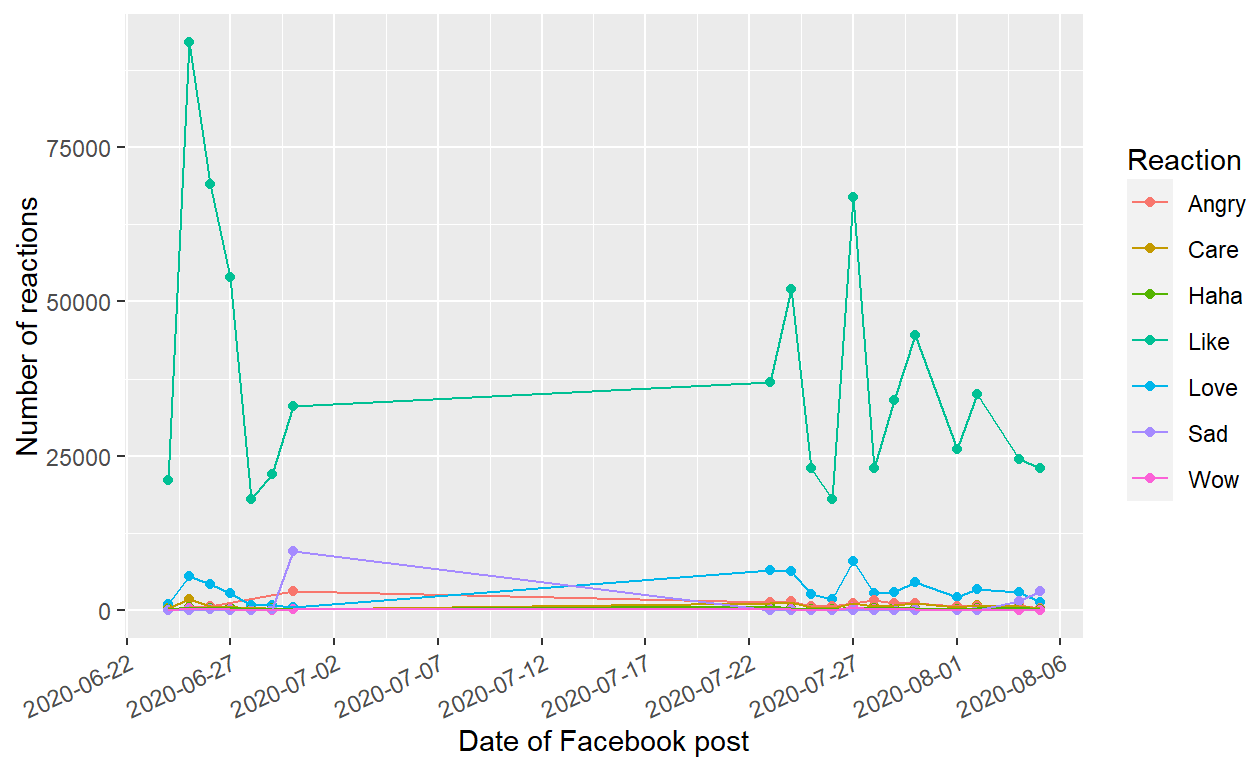 Number of reactions
75000
50000
25000
0
2020-06-22
2020-06-27
2020-07-02
2020-07-07
2020-07-12
2020-07-17
2020-07-22
2020-07-27
2020-08-01
2020-08-06
Date of Facebook post
Reaction
Angry
Care
Haha
Like
Love
Sad
Wow